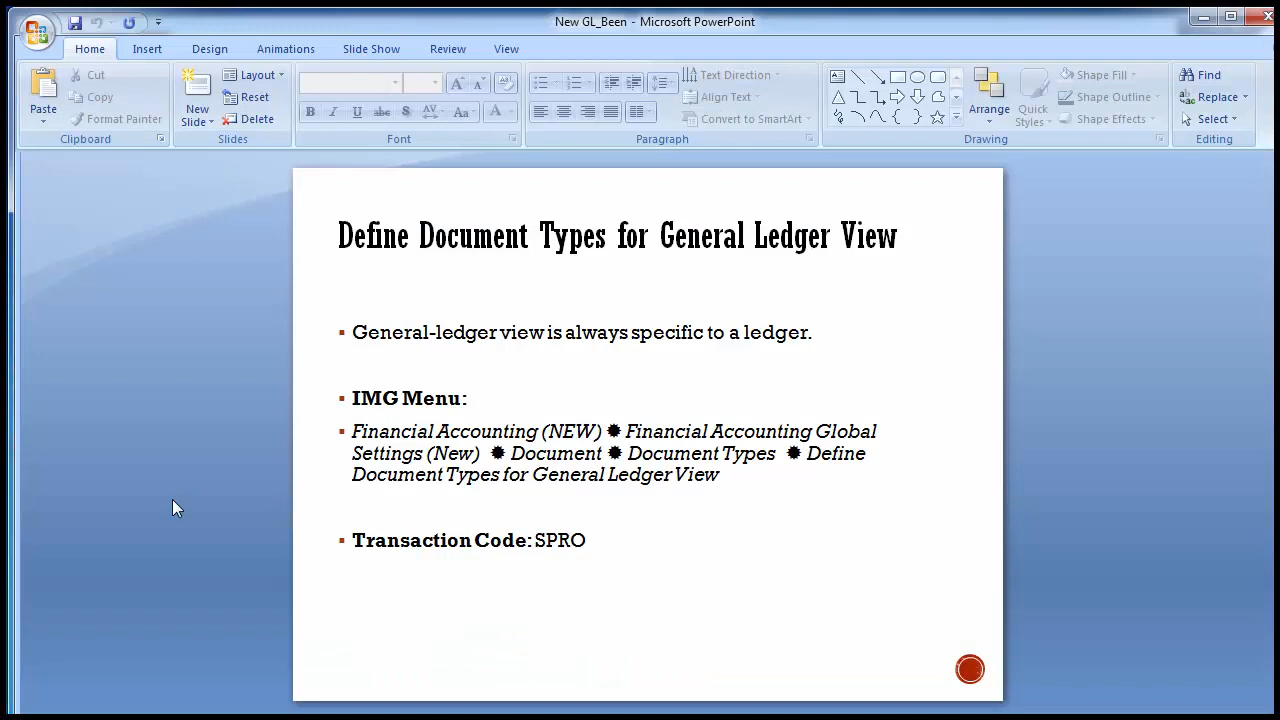 New GL_Been - Microsoft PowerPoint
Home Insert Design Animations Slide Show Review View
Paste
Cut
Copy
Format Painter
Clipboard
New Slide
Layout
Reset
Delete
Slides
B I U abc S AV Aa A
Font
Text Direction
Align Text
Convert to SmartArt
Paragraph
Arrange
Quick Styles
Shape Fill
Shape Outline
Shape Effects
Drawing
Find
Replace
Select
Editing
Define Document Types for General Ledger View
▪ General-ledger view is always specific to a ledger.
▪ IMG Menu:
▪ Financial Accounting (NEW) ✹ Financial Accounting Global
Settings (New) ✹ Document ✹ Document Types ✹ Define
Document Types for General Ledger View
▪ Transaction Code: SPRO